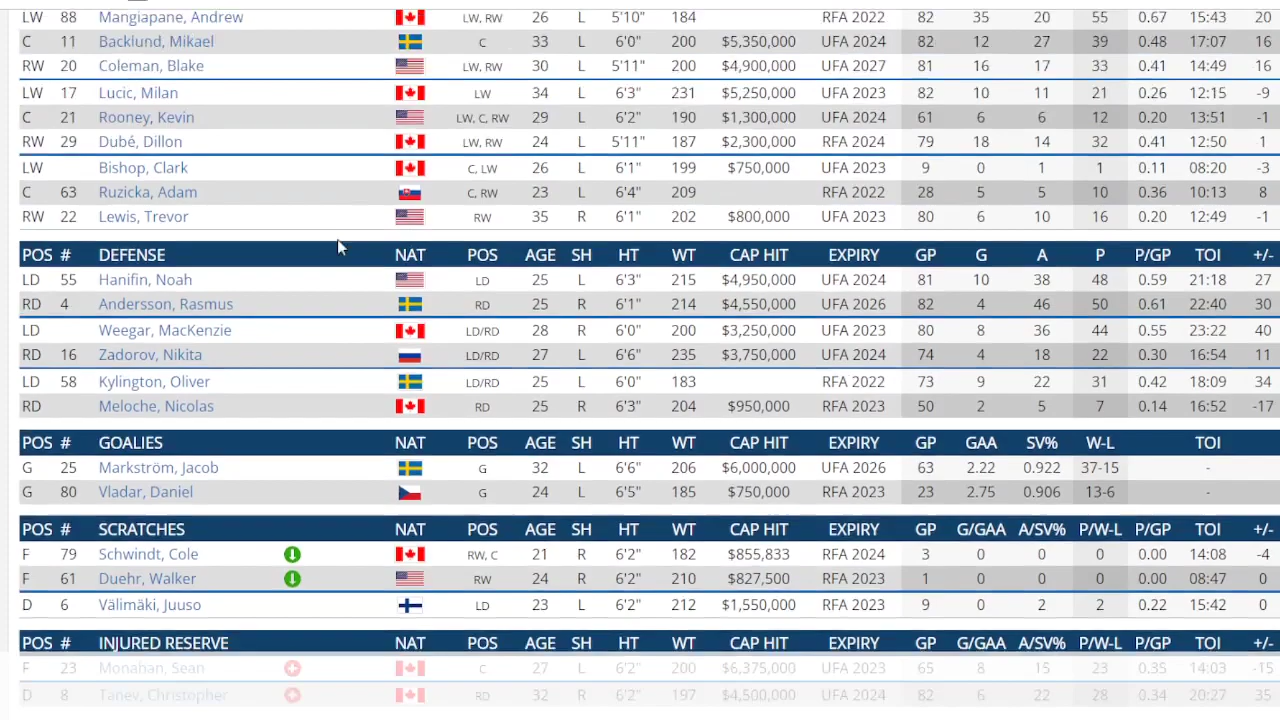 LW 88 Mangiapane, Andrew LW, RW 26 L 5'10" 184 RFA 2022 82 35 20 55 0.67 15:43 20
C 11 Backlund, Mikael C 33 L 6'0" 200 $5,350,000 UFA 2024 82 12 27 39 0.48 17:07 16
RW 20 Coleman, Blake LW, RW 30 L 5'11" 200 $4,900,000 UFA 2027 81 16 17 33 0.41 14:49 16
LW 17 Lucic, Milan LW 34 L 6'3" 231 $5,250,000 UFA 2023 82 10 11 21 0.26 12:15 -9
C 21 Rooney, Kevin LW, C, RW 29 L 6'2" 190 $1,300,000 UFA 2024 61 6 6 12 0.20 13:51 -1
RW 29 Dubé, Dillon LW, RW 24 L 5'11" 187 $2,300,000 RFA 2024 79 18 14 32 0.41 12:50 1
LW Bishop, Clark C, LW 26 L 6'1" 199 $750,000 UFA 2023 9 0 1 1 0.11 08:20 -3
C 63 Ruzicka, Adam C, RW 23 L 6'4" 209 RFA 2022 28 5 5 10 0.36 10:13 8
RW 22 Lewis, Trevor RW 35 R 6'1" 202 $800,000 UFA 2023 80 6 10 16 0.20 12:49 -1
POS # DEFENSE NAT POS AGE SH HT WT CAP HIT EXPIRY GP G A P P/GP TOI +/-
LD 55 Hanifin, Noah LD 25 L 6'3" 215 $4,950,000 UFA 2024 81 10 38 48 0.59 21:18 27
RD 4 Andersson, Rasmus RD 25 R 6'1" 214 $4,550,000 UFA 2026 82 4 46 50 0.61 22:40 30
LD Weegar, MacKenzie LD/RD 28 R 6'0" 200 $3,250,000 UFA 2023 80 8 36 44 0.55 23:22 40
RD 16 Zadorov, Nikita LD/RD 27 L 6'6" 235 $3,750,000 UFA 2024 74 4 18 22 0.30 16:54 11
LD 58 Kylington, Oliver LD/RD 25 L 6'0" 183 RFA 2022 73 9 22 31 0.42 18:09 34
RD Meloche, Nicolas RD 25 R 6'3" 204 $950,000 RFA 2023 50 2 5 7 0.14 16:52 -17
POS # GOALIES NAT POS AGE SH HT WT CAP HIT EXPIRY GP GAA SV% W-L TOI
G 25 Markström, Jacob G 32 L 6'6" 206 $6,000,000 UFA 2026 63 2.22 0.922 37-15 -
G 80 Vladar, Daniel G 24 L 6'5" 185 $750,000 RFA 2023 23 2.75 0.906 13-6 -
POS # SCRATCHES NAT POS AGE SH HT WT CAP HIT EXPIRY GP G/GAA A/SV% P/W-L P/GP TOI +/-
F 79 Schwindt, Cole RW, C 21 R 6'2" 182 $855,833 RFA 2024 3 0 0 0 0.00 14:08 -4
F 61 Duehr, Walker RW 24 R 6'2" 210 $827,500 RFA 2023 1 0 0 0 0.00 08:47 0
D 6 Välimäki, Juuso LD 23 L 6'2" 212 $1,550,000 RFA 2023 9 0 2 2 0.22 15:42 0
POS # INJURED RESERVE NAT POS AGE SH HT WT CAP HIT EXPIRY GP G/GAA A/SV% P/W-L P/GP TOI +/-
F 23 Monahan, Sean C 27 L 6'2" 200 $6,375,000 UFA 2023 65 8 15 23 0.35 14:03 -15
D 8 Tanev, Christopher RD 32 R 6'2" 197 $4,500,000 UFA 2024 82 6 22 28 0.34 20:27 35